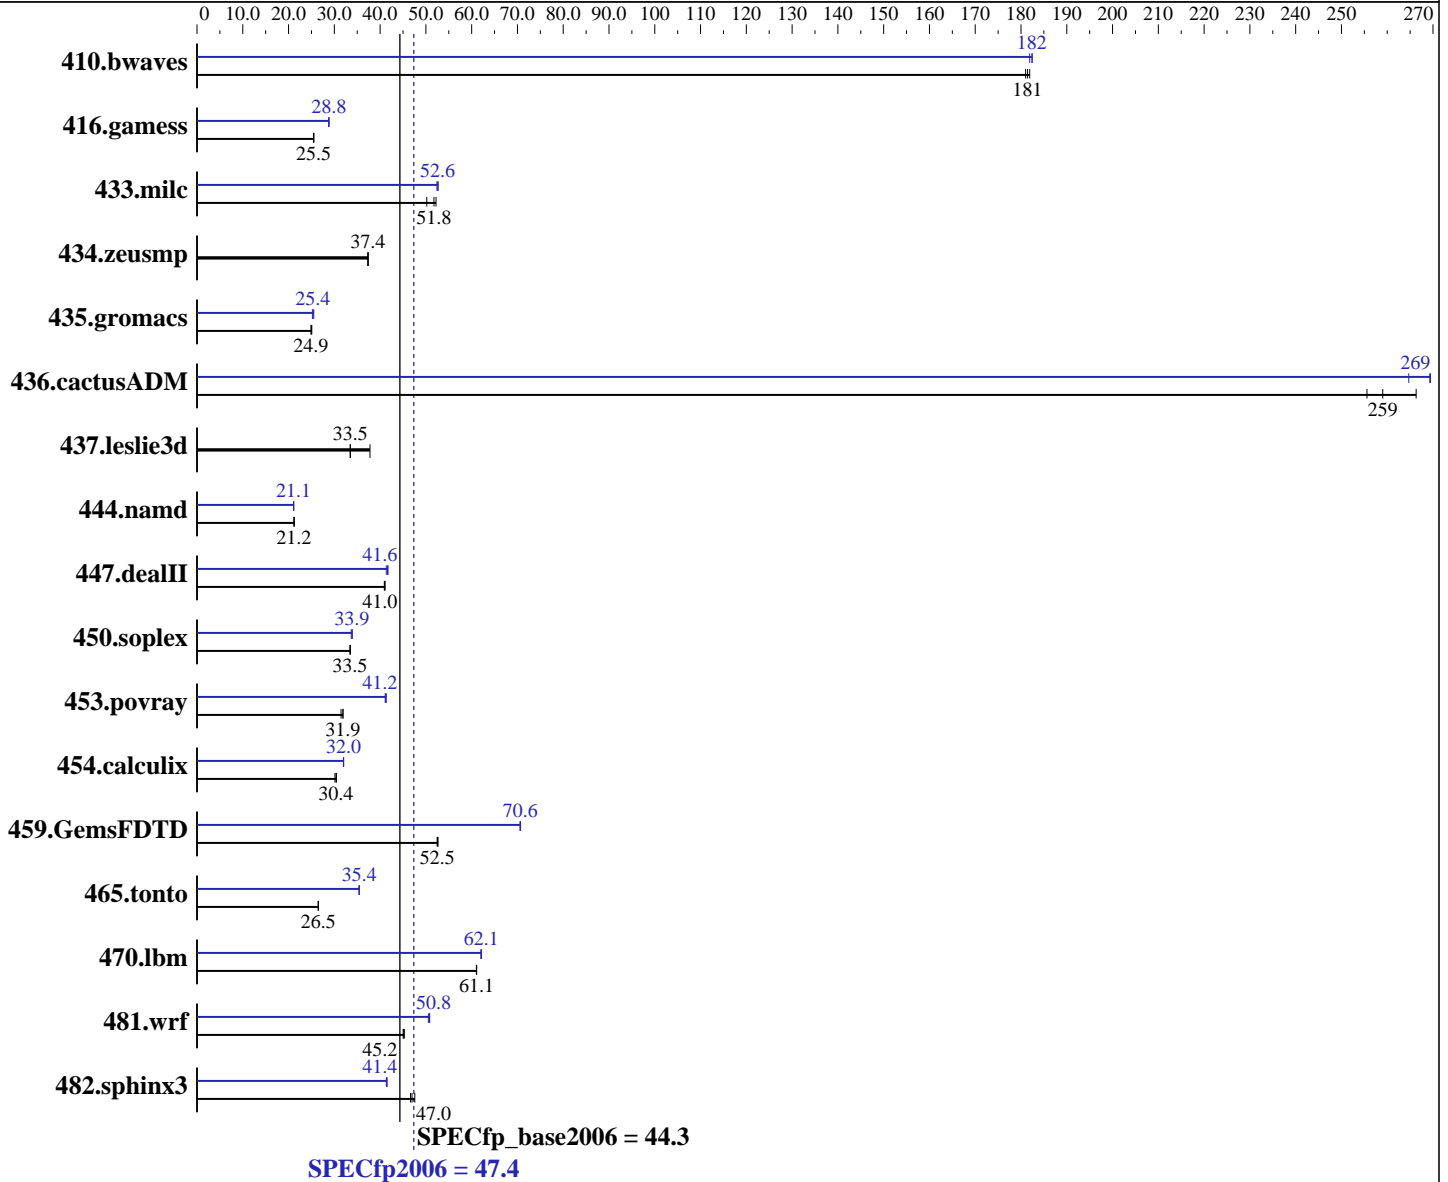 0 10.0 20.0 30.0 40.0 50.0 60.0 70.0 80.0 90.0 100 110 120 130 140 150 160 170 180 190 200 210 220 230 240 250 270
410.bwaves
182
181
416.gamess
28.8
25.5
433.milc
52.6
51.8
434.zeusmp
37.4
435.gromacs
25.4
24.9
436.cactusADM
269
259
437.leslie3d
33.5
444.namd
21.1
21.2
447.dealII
41.6
41.0
450.soplex
33.9
33.5
453.povray
41.2
31.9
454.calculix
32.0
30.4
459.GemsFDTD
70.6
52.5
465.tonto
35.4
26.5
470.lbm
62.1
61.1
481.wrf
50.8
45.2
482.sphinx3
41.4
47.0
SPECfp_base2006 = 44.3
SPECfp2006 = 47.4